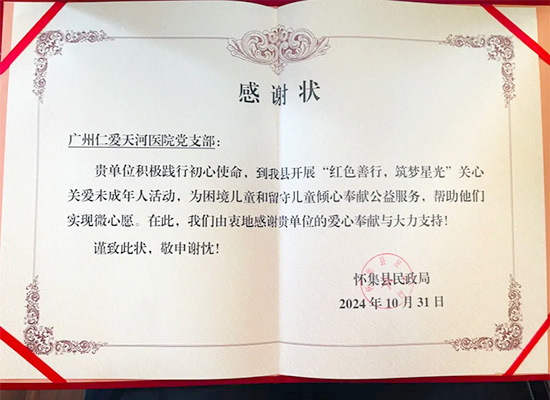 感谢状
广州仁爱天河医院党支部：
贵单位积极践行初心使命，到我县开展“红色善行，筑梦星光”关心
关爱未成年人活动，为困境儿童和留守儿童倾心奉献公益服务，帮助他们
实现微心愿。在此，我们由衷地感谢贵单位的爱心奉献与大力支持！
谨致此状，敬申谢忱！
怀集县民政局
2024年10月31日